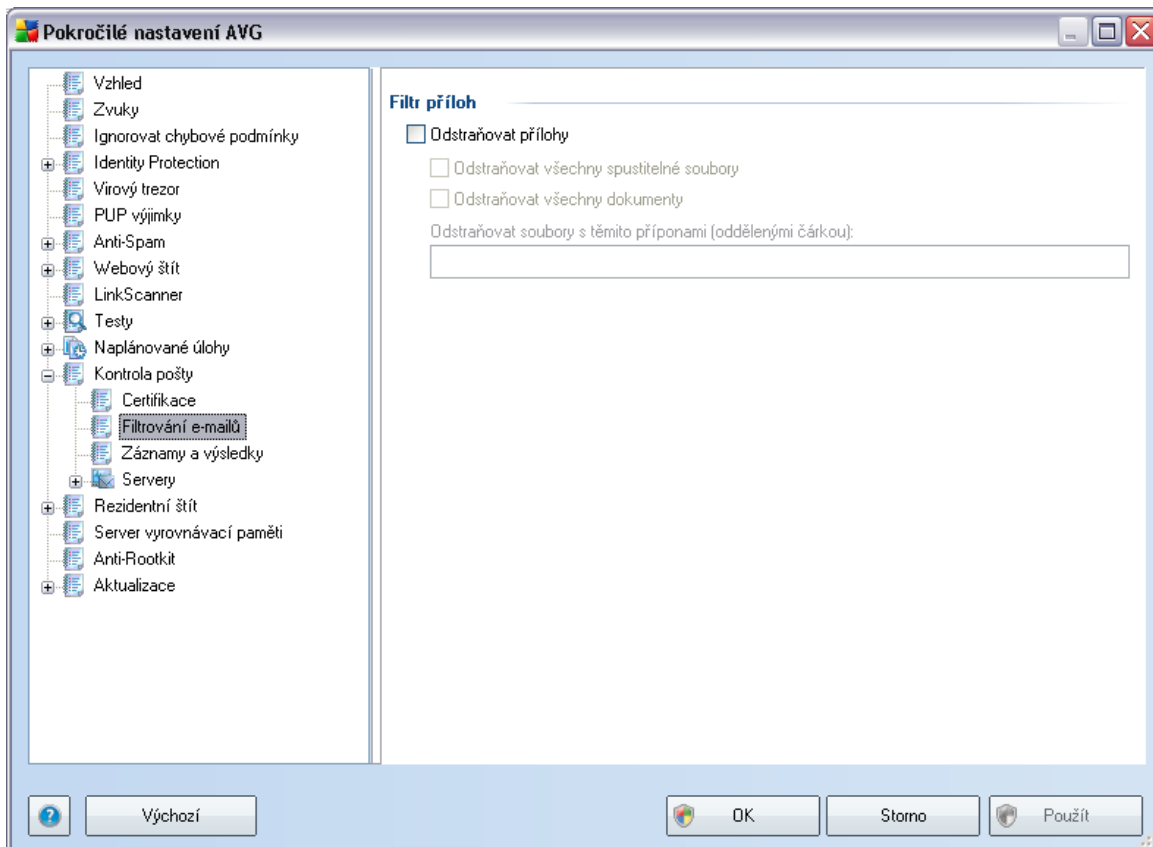 Pokročilé nastavení AVG
Vzhled
Zvuky
Ignorovat chybové podmínky
Identity Protection
Virový trezor
PUP výjimky
Anti-Spam
Webový štít
LinkScanner
Testy
Naplánované úlohy
Kontrola pošty
Certifikace
Filtrování e-mailů
Záznamy a výsledky
Servery
Rezidentní štít
Server vyrovnávací paměti
Anti-Rootkit
Aktualizace
Filtr příloh
Odstraňovat přílohy
Odstraňovat všechny spustitelné soubory
Odstraňovat všechny dokumenty
Odstraňovat soubory s těmito příponami (oddělenými čárkou):
Výchozí
OK
Storno
Použít